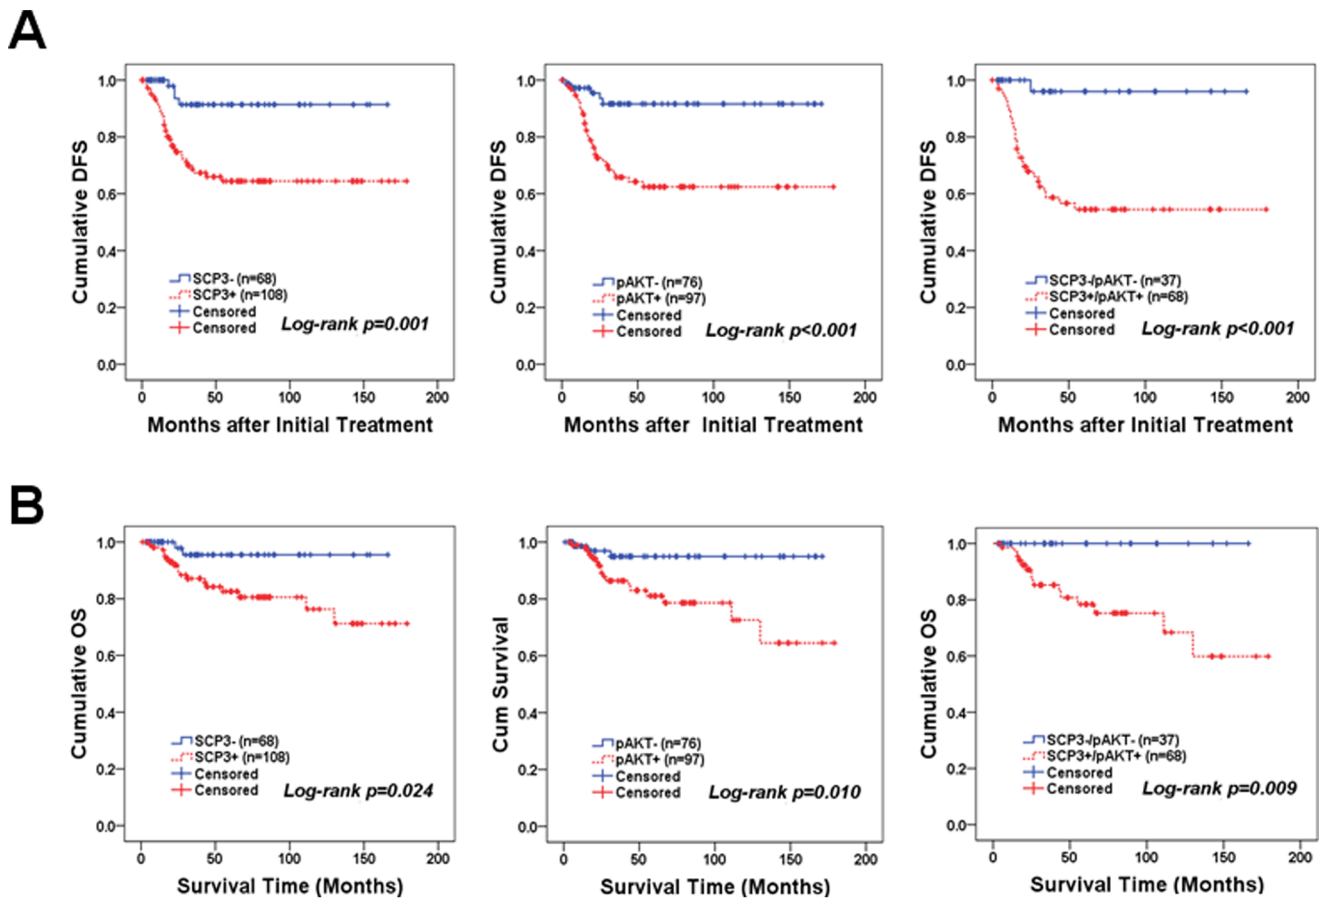 A
Cumulative DFS
1.0
0.8
0.6
0.4
0.2
0.0
SCP3- (n=68)
SCP3+ (n=108)
Censored
Censored
Log-rank p=0.001
0 50 100 150 200
Months after Initial Treatment
Cumulative DFS
1.0
0.8
0.6
0.4
0.2
0.0
pAKT- (n=76)
pAKT+ (n=97)
Censored
Censored
Log-rank p<0.001
0 50 100 150 200
Months after Initial Treatment
Cumulative DFS
1.0
0.8
0.6
0.4
0.2
0.0
SCP3-/pAKT- (n=37)
SCP3+/pAKT+ (n=68)
Censored
Censored
Log-rank p<0.001
0 50 100 150 200
Months after Initial Treatment
B
Cumulative OS
1.0
0.8
0.6
0.4
0.2
0.0
SCP3- (n=68)
SCP3+ (n=108)
Censored
Censored
Log-rank p=0.024
0 50 100 150 200
Survival Time (Months)
Cum Survival
1.0
0.8
0.6
0.4
0.2
0.0
pAKT- (n=76)
pAKT+ (n=97)
Censored
Censored
Log-rank p=0.010
0 50 100 150 200
Survival Time (Months)
Cumulative OS
1.0
0.8
0.6
0.4
0.2
0.0
SCP3-/pAKT- (n=37)
SCP3+/pAKT+ (n=68)
Censored
Censored
Log-rank p=0.009
0 50 100 150 200
Survival Time (Months)